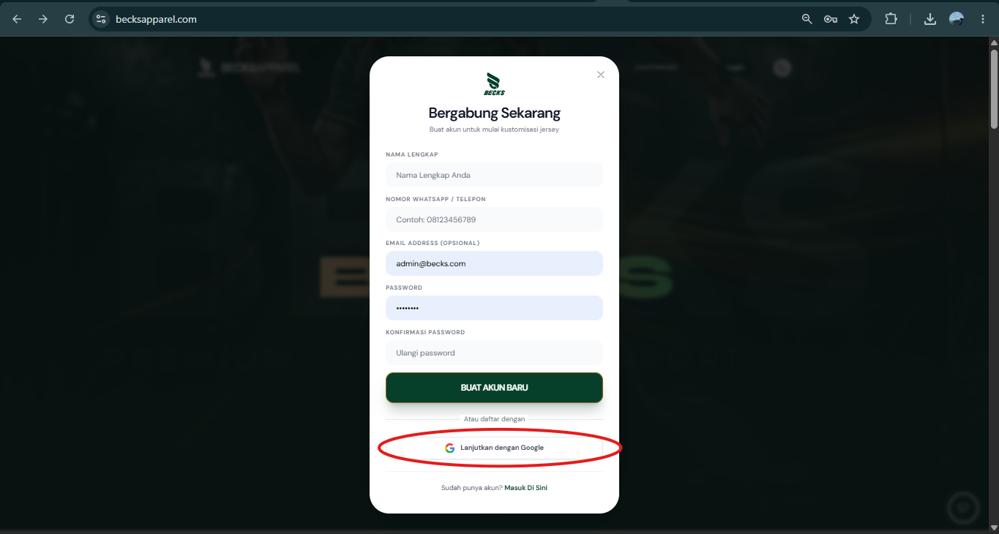 becksapparel.com
BECKSAPPAREL
Login
BECKS
Bergabung Sekarang
Buat akun untuk mulai kustomisasi jersey
NAMA LENGKAP
Nama Lengkap Anda
NOMOR WHATSAPP / TELEPON
Contoh: 08123456789
EMAIL ADDRESS (OPSIONAL)
admin@becks.com
PASSWORD
••••••••
KONFIRMASI PASSWORD
Ulangi password
BUAT AKUN BARU
Atau daftar dengan
Lanjutkan dengan Google
Sudah punya akun? Masuk Di Sini